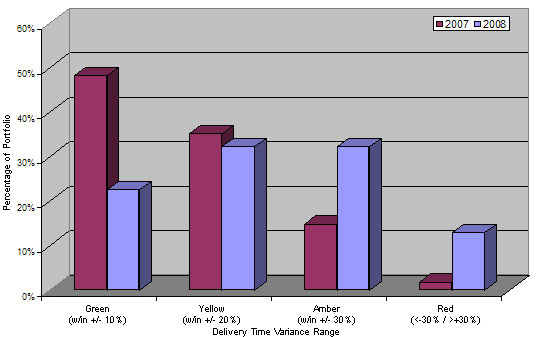 2007 2008
60%
50%
40%
30%
20%
10%
0%
Percentage of Portfolio
Green Yellow Amber Red
(w/in +/- 10%) (w/in +/- 20%) (w/in +/- 30%) (<-30% / >+30%)
Delivery Time Variance Range